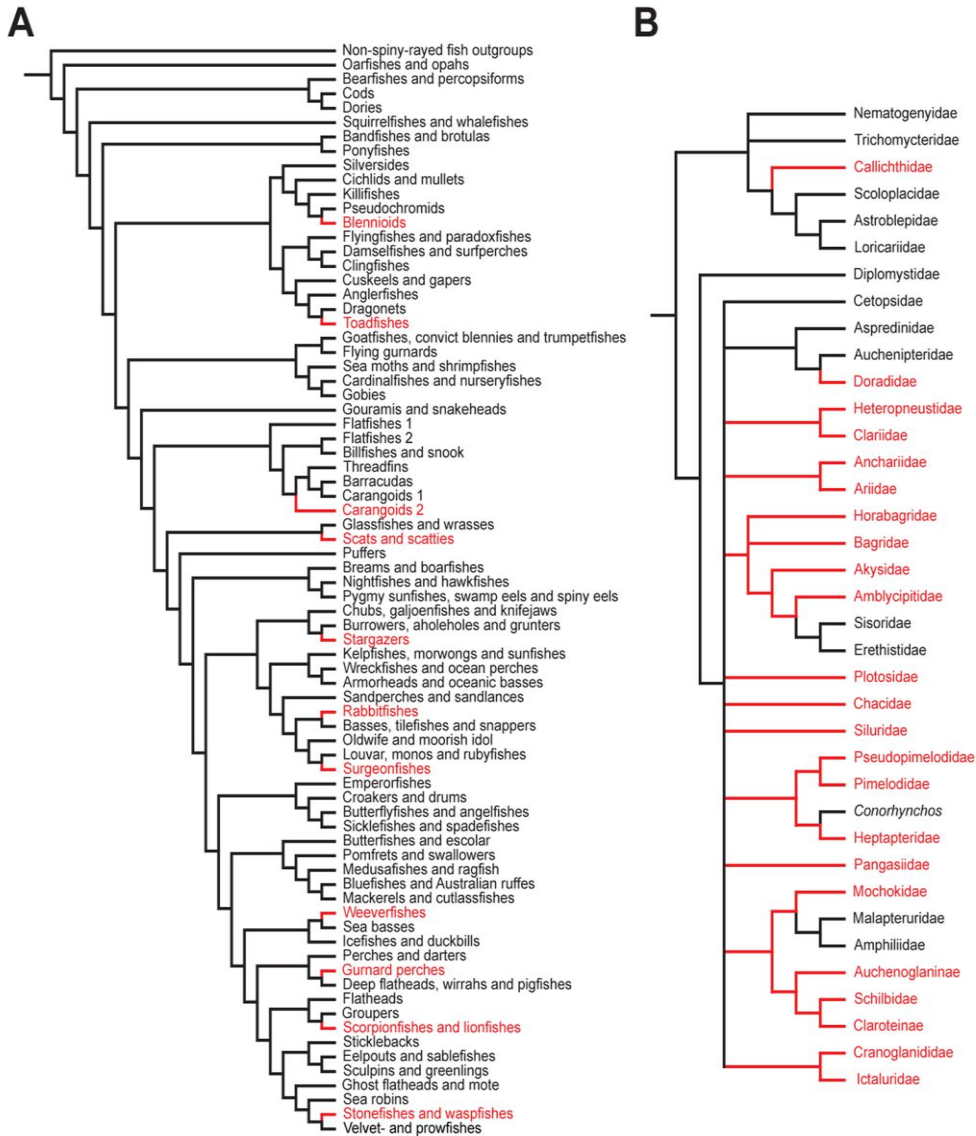 A
Non-spiny-rayed fish outgroups
Oarfishes and opahs
Bearfishes and percopsiforms
Cods
Dories
Squirrelfishes and whalefishes
Bandfishes and brotulas
Ponyfishes
Silversides
Cichlids and mullets
Killifishes
Pseudochromids
Blennioids
Flyingfishes and paradoxfishes
Damselfishes and surfperches
Clingfishes
Cuskeels and gapers
Anglerfishes
Dragonets
Toadfishes
Goatfishes, convict blennies and trumpetfishes
Flying gurnards
Sea moths and shrimpfishes
Cardinalfishes and nurseryfishes
Gobies
Gouramis and snakeheads
Flatfishes 1
Flatfishes 2
Billfishes and snook
Threadfins
Barracudas
Carangoids 1
Carangoids 2
Glassfishes and wrasses
Scats and scatties
Puffers
Breams and boarfishes
Nightfishes and hawkfishes
Pygmy sunfishes, swamp eels and spiny eels
Chubs, galjoenfishes and knifejaws
Burrowers, aholeholes and grunters
Stargazers
Kelpfishes, morwongs and sunfishes
Wreckfishes and ocean perches
Armorheads and oceanic basses
Sandperches and sandlances
Rabbitfishes
Basses, tilefishes and snappers
Oldwife and moorish idol
Louvar, monos and rubyfishes
Surgeonfishes
Emperorfishes
Croakers and drums
Butterflyfishes and angelfishes
Sicklefishes and spadefishes
Butterfishes and escolar
Pomfrets and swallowers
Medusafishes and ragfish
Bluefishes and Australian ruffes
Mackerels and cutlassfishes
Weeverfishes
Sea basses
Icefishes and duckbills
Perches and darters
Gurnard perches
Deep flatheads, wirrahs and pigfishes
Flatheads
Groupers
Scorpionfishes and lionfishes
Sticklebacks
Eelpouts and sablefishes
Sculpins and greenlings
Ghost flatheads and mote
Sea robins
Stonefishes and waspfishes
Velvet- and prowfishes
B
Nematogenyidae
Trichomycteridae
Callichthidae
Scoloplacidae
Astroblepidae
Loricariidae
Diplomystidae
Cetopsidae
Aspredinidae
Auchenipteridae
Doradidae
Heteropneustidae
Clariidae
Anchariidae
Ariidae
Horabagridae
Bagridae
Akysidae
Amblycipitidae
Sisoridae
Erethistidae
Plotosidae
Chacidae
Siluridae
Pseudopimelodidae
Pimelodidae
Conorhynchos
Heptapteridae
Pangasiidae
Mochokidae
Malapteruridae
Amphiliidae
Auchenoglaninae
Schilbidae
Claroteinae
Cranoglanididae
Ictaluridae